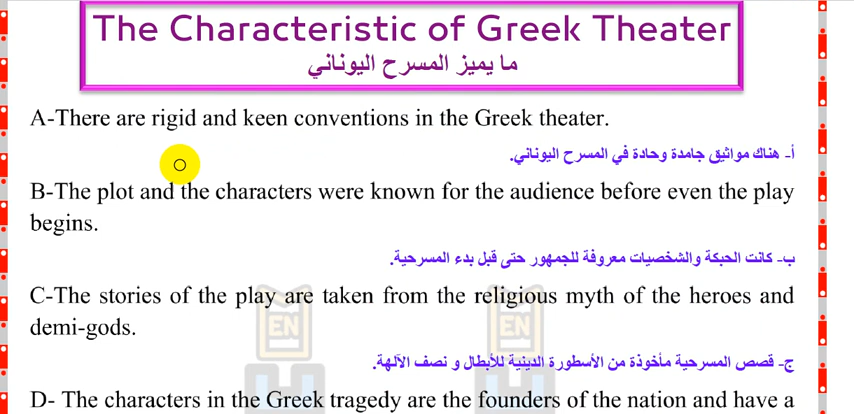 The Characteristic of Greek Theater
ما يميز المسرح اليوناني
A-There are rigid and keen conventions in the Greek theater.
أ- هناك مواثيق جامدة وحادة في المسرح اليوناني.
B-The plot and the characters were known for the audience before even the play
begins.
ب- كانت الحبكة والشخصيات معروفة للجمهور حتى قبل بدء المسرحية.
C-The stories of the play are taken from the religious myth of the heroes and
demi-gods.
EN
EN
ج- قصص المسرحية مأخوذة من الأسطورة الدينية للأبطال و نصف الآلهة.
D- The characters in the Greek tragedy are the founders of the nation and have a